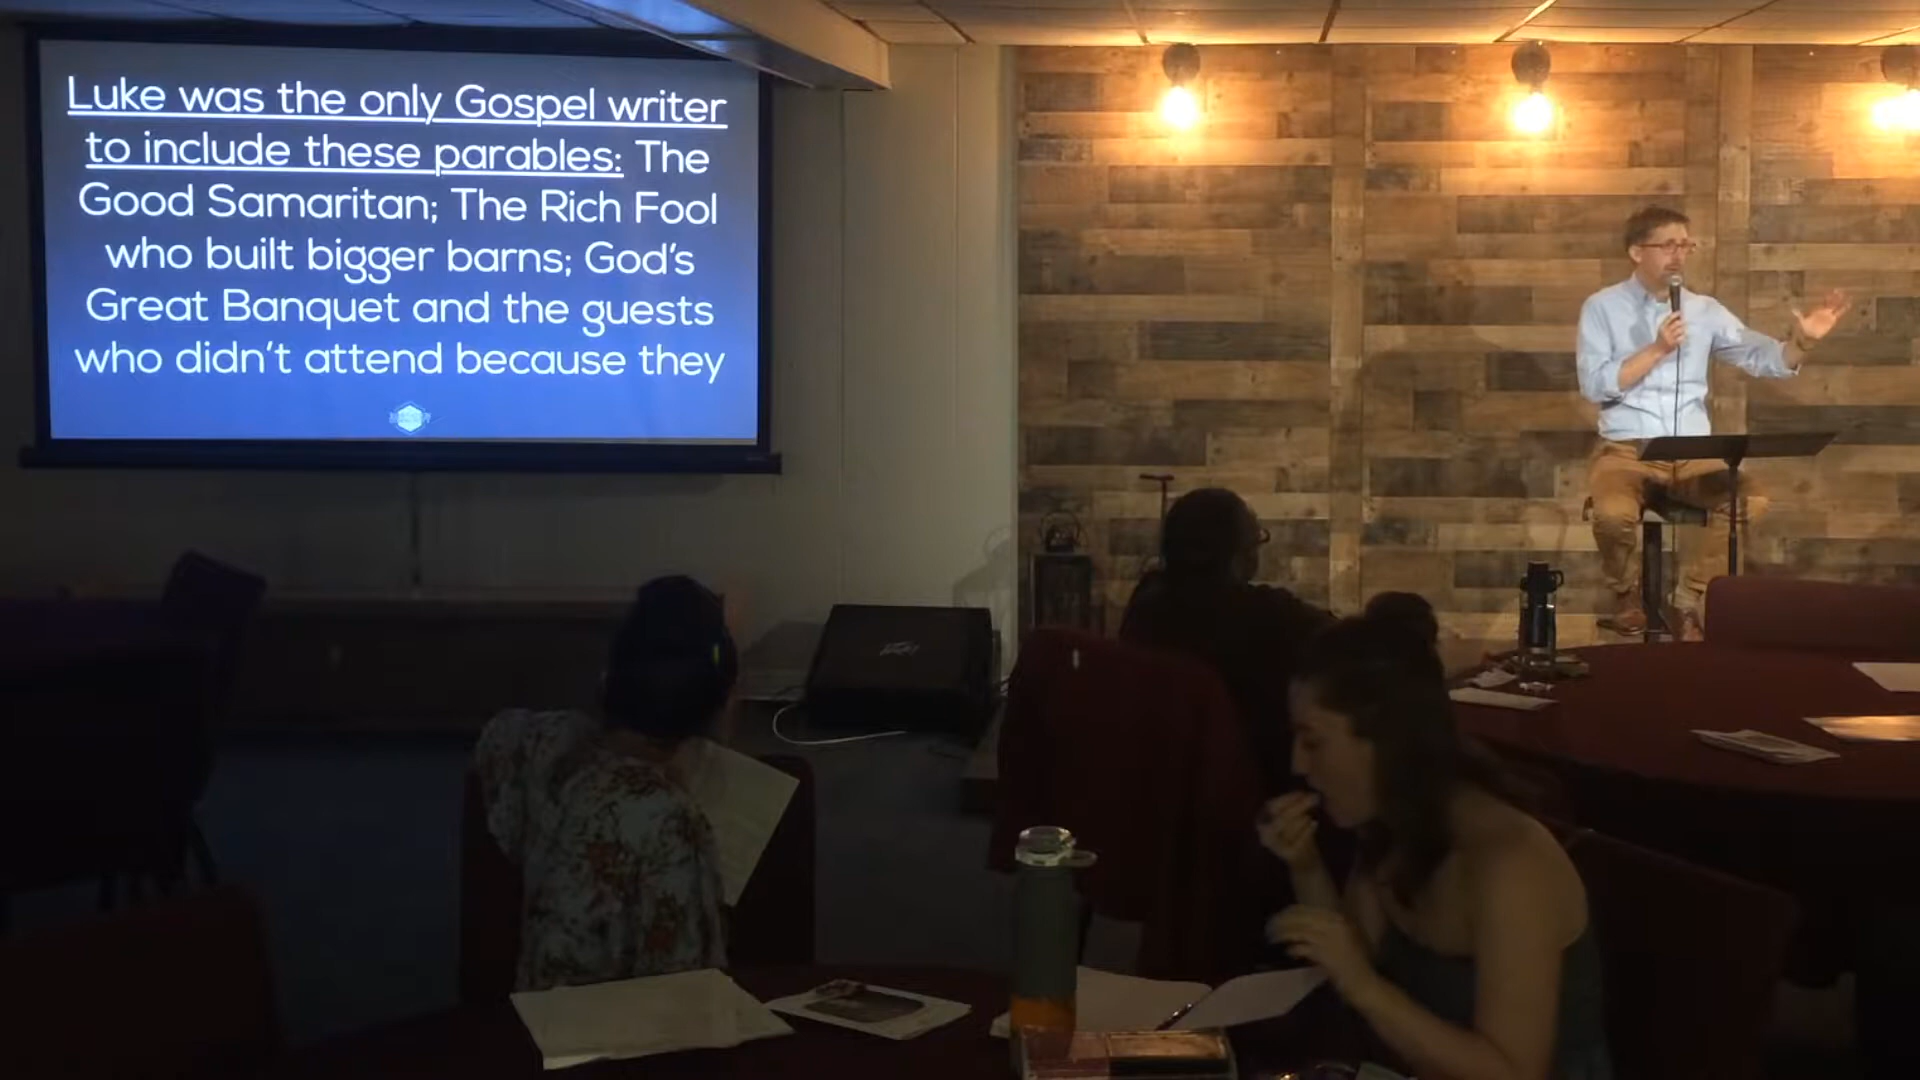 Luke was the only Gospel writer
to include these parables: The
Good Samaritan; The Rich Fool
who built bigger barns; God's
Great Banquet and the guests
who didn't attend because they
PEAVEY